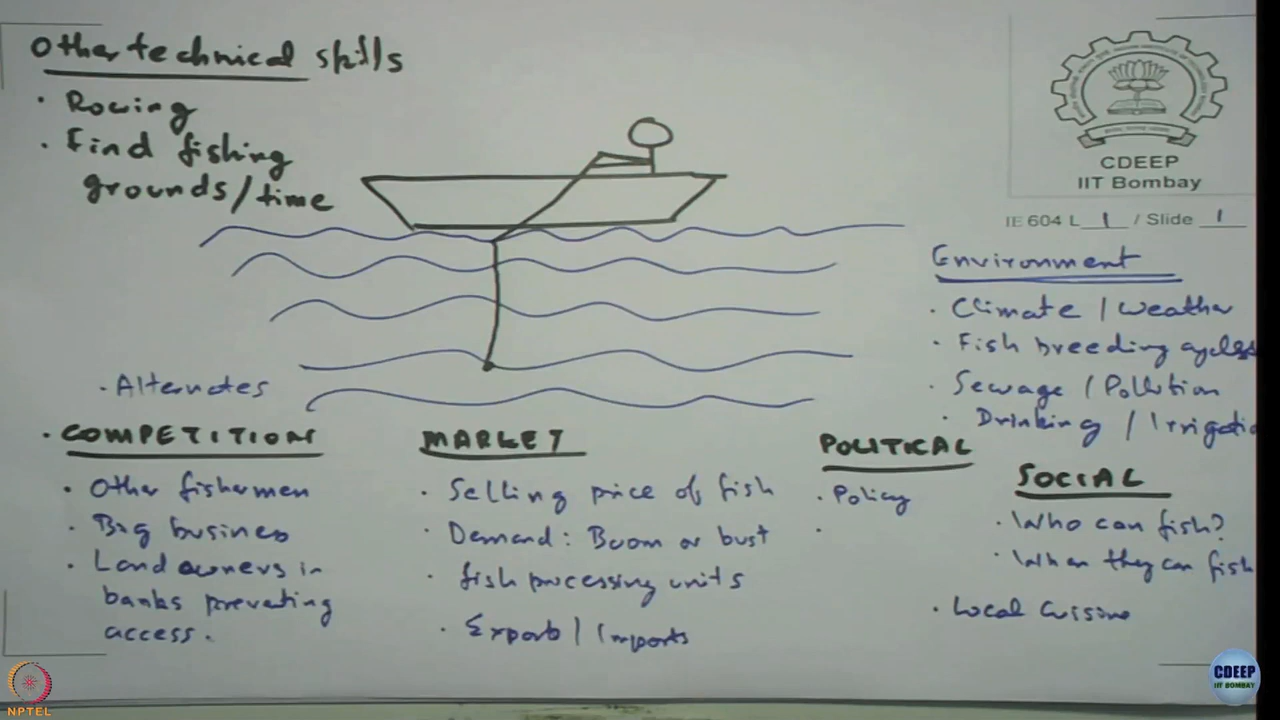 Other technical skills
· Rowing
· Find fishing
grounds/time
CDEEP
IIT Bombay
IE 604 L 1 / Slide 1
Environment
· Climate / Weather
· Fish breeding cycles
· Sewage / Pollution
· Drinking / Irrigatio
· Alternates
· COMPETITION
· Other fishermen
· Big business
· Land owners in
banks preventing
access.
MARKET
· Selling price of fish
· Demand: Boom or bust
· fish processing units
· Exports / Imports
POLITICAL
· Policy
·
SOCIAL
· Who can fish?
· When they can fish
· Local Cuisine
NPTEL
CDEEP
IIT BOMBAY